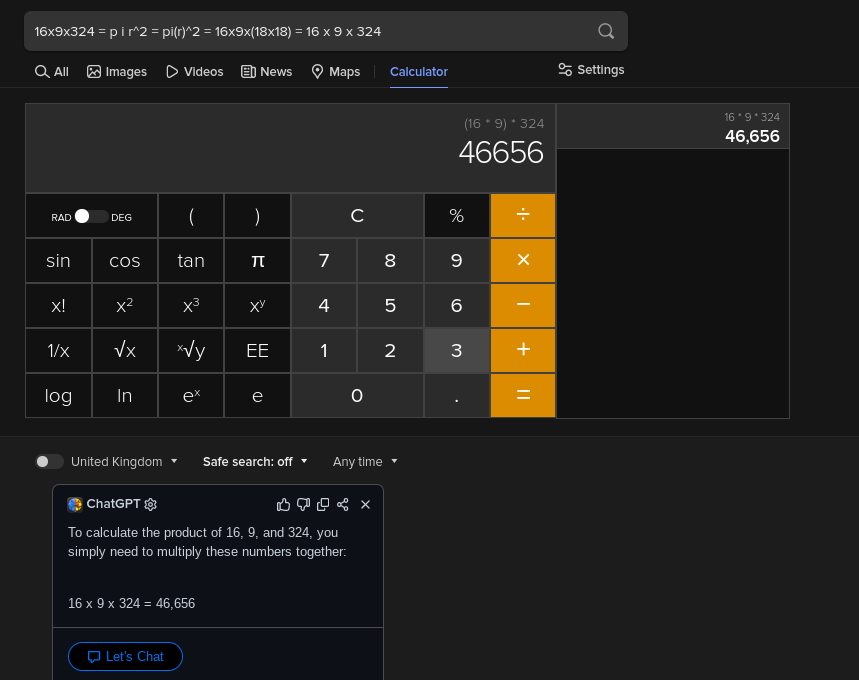 16x9x324 = p i r^2 = pi(r)^2 = 16x9x(18x18) = 16 x 9 x 324
All Images Videos News Maps Calculator Settings
(16 * 9) * 324
46656
16 * 9 * 324
46,656
RAD DEG ( ) C % ÷
sin cos tan π 7 8 9 ×
x! x² x³ xʸ 4 5 6 −
1/x √x ˣ√y EE 1 2 3 +
log ln eˣ e 0 . =
United Kingdom Safe search: off Any time
ChatGPT
To calculate the product of 16, 9, and 324, you
simply need to multiply these numbers together:
16 x 9 x 324 = 46,656
Let's Chat